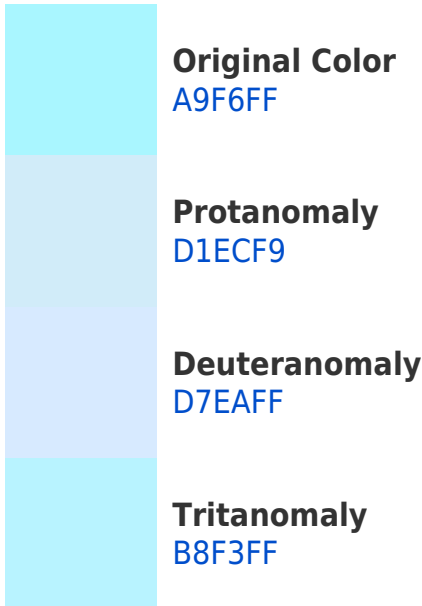 Original Color
A9F6FF
Protanomaly
D1ECF9
Deuteranomaly
D7EAFF
Tritanomaly
B8F3FF